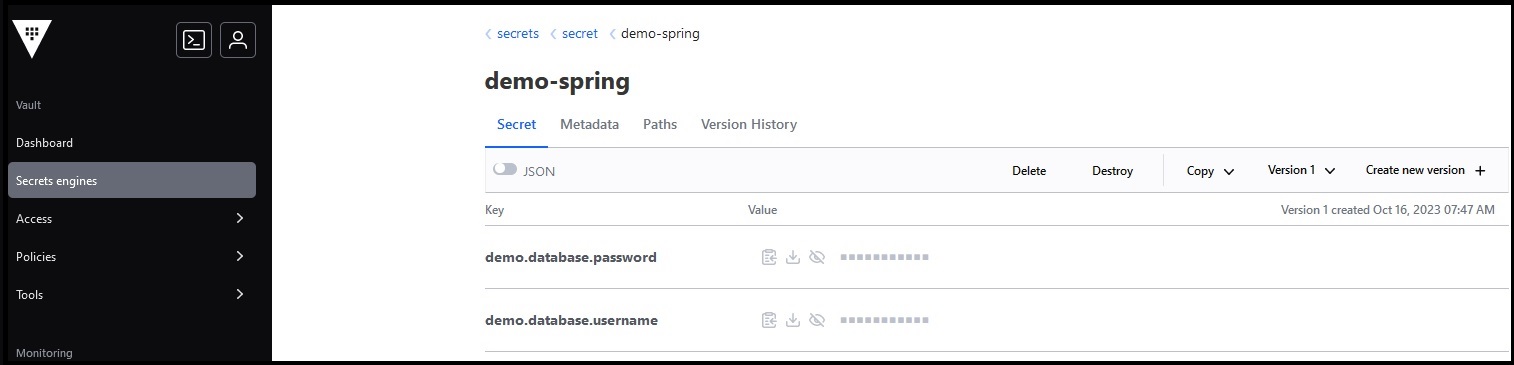 secrets secret demo-spring
demo-spring
Vault
Secret Metadata Paths Version History
Dashboard
JSON Delete Destroy Copy Version 1 Create new version +
Secrets engines
Key Value Version 1 created Oct 16, 2023 07:47 AM
Access
Policies
demo.database.password
Tools
demo.database.username
Monitoring